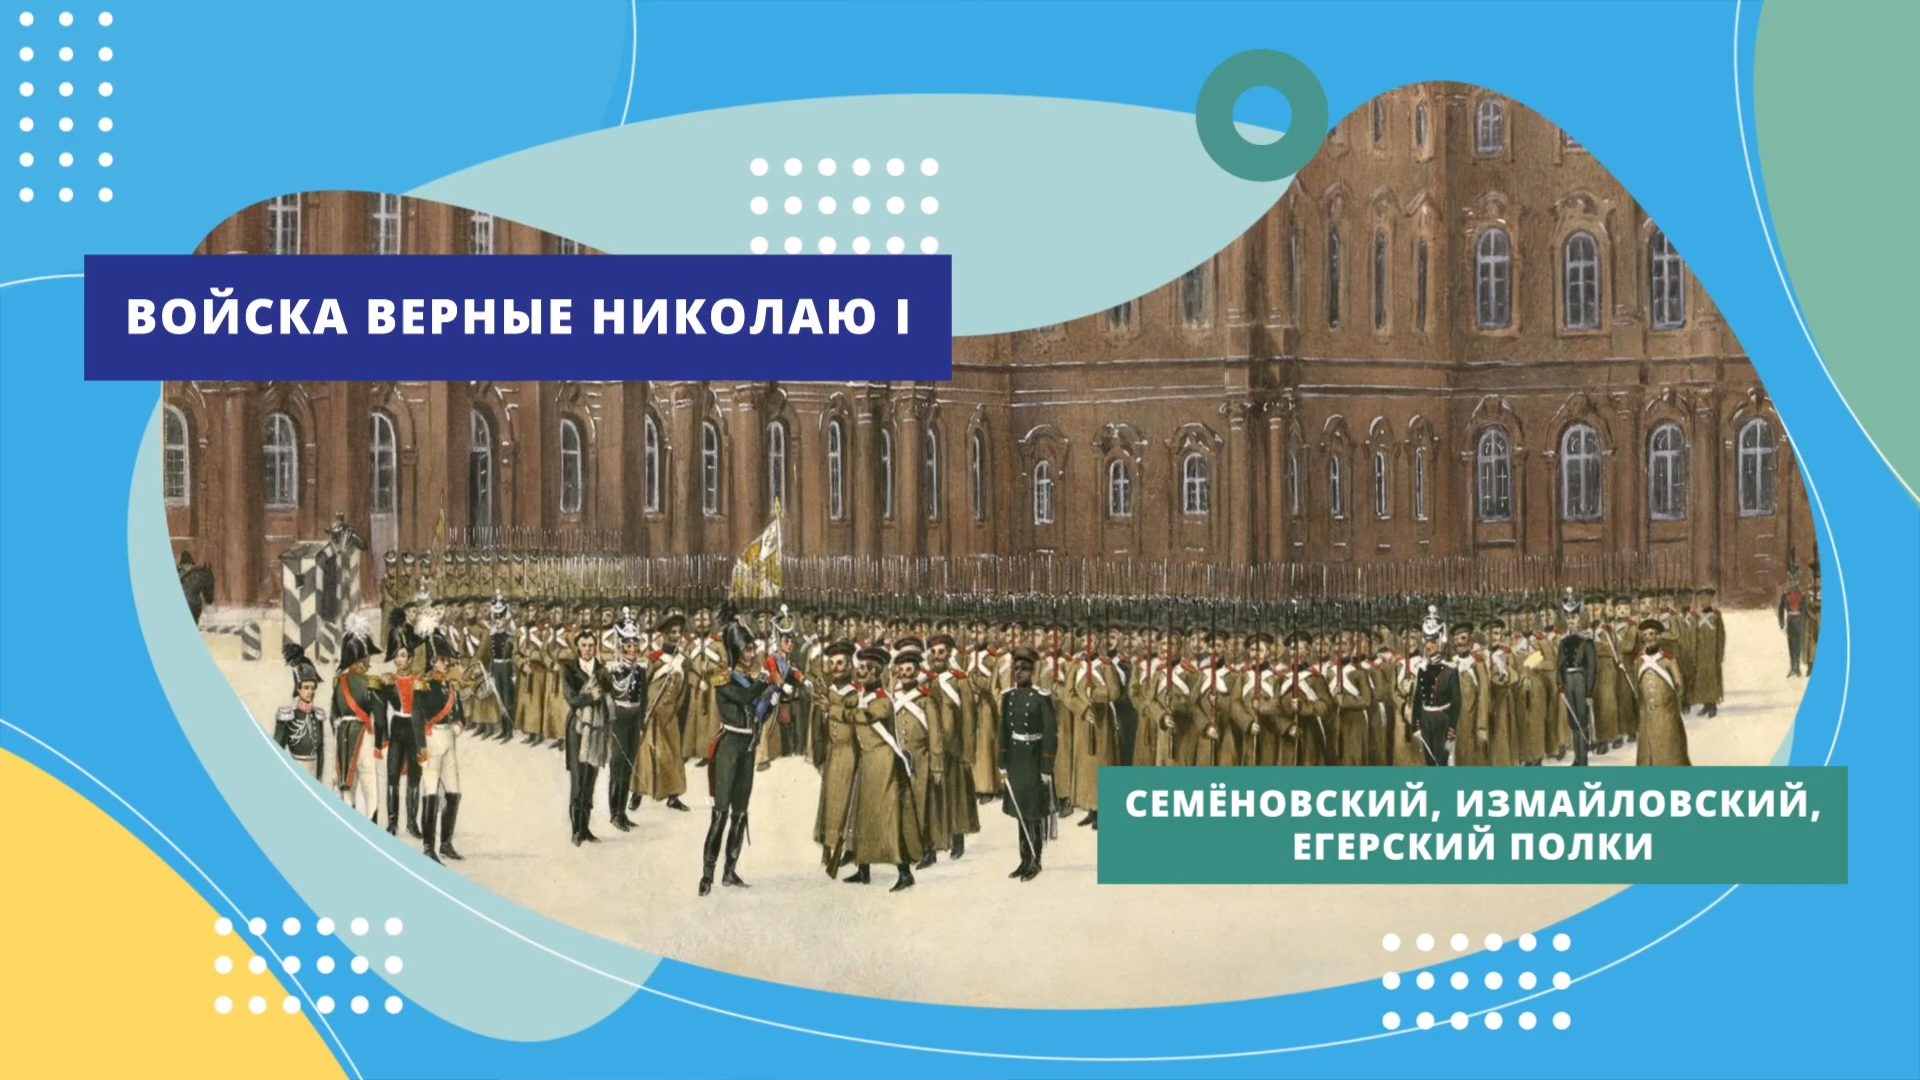 ВОЙСКА ВЕРНЫЕ НИКОЛАЮ I
СЕМЁНОВСКИЙ, ИЗМАЙЛОВСКИЙ,
ЕГЕРСКИЙ ПОЛКИ